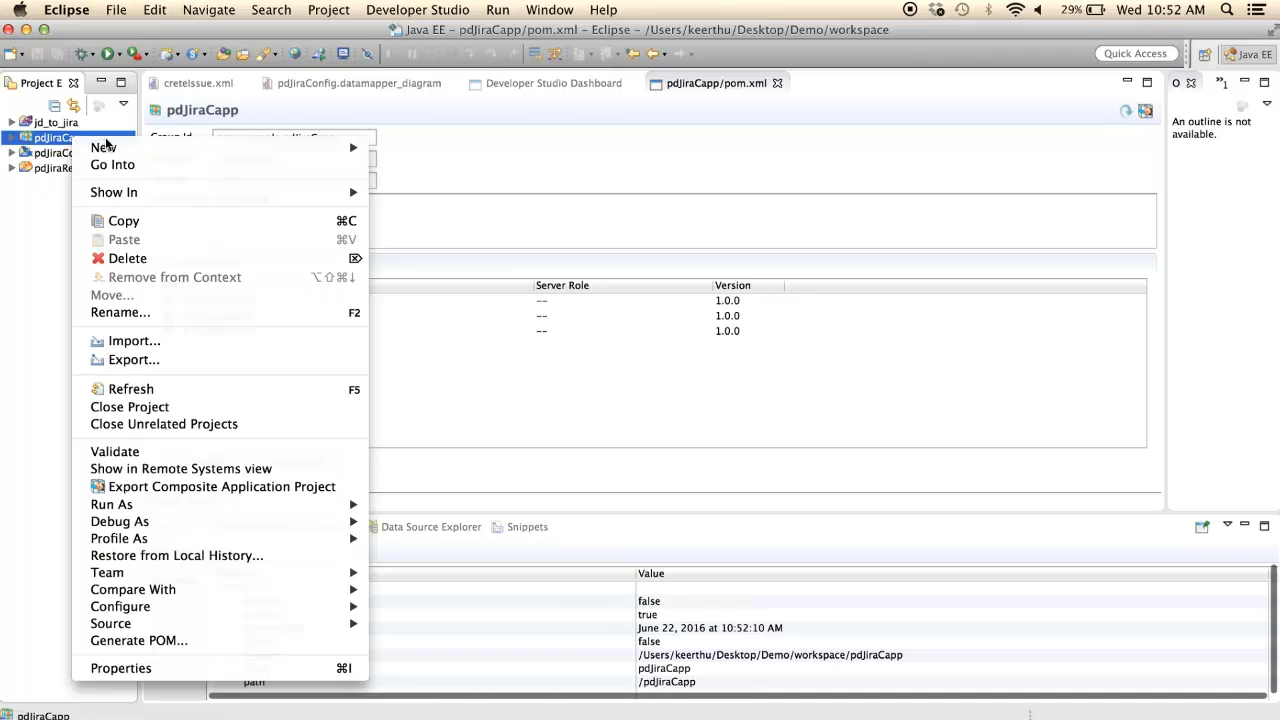 Eclipse File Edit Navigate Search Project Developer Studio Run Window Help 29% Wed 10:52 AM
Java EE - pdJiraCapp/pom.xml - Eclipse - /Users/keerthu/Desktop/Demo/workspace
Quick Access Java EE
Project E creteIssue.xml pdJiraConfig.datamapper_diagram Developer Studio Dashboard pdJiraCapp/pom.xml O
pdJiraCapp
An outline is not
available.
jd_to_jira
pdJiraCa
pdJiraCo
pdJiraRe
New
Go Into
Show In
Copy ⌘C
Paste ⌘V
Delete ⌦
Remove from Context ⌥⇧⌘↓
Move...
Rename... F2
Import...
Export...
Refresh F5
Close Project
Close Unrelated Projects
Validate
Show in Remote Systems view
Export Composite Application Project
Run As
Debug As
Profile As
Restore from Local History...
Team
Compare With
Configure
Source
Generate POM...
Properties ⌘I
Server Role Version
-- 1.0.0
-- 1.0.0
-- 1.0.0
Data Source Explorer Snippets
Value
false
true
June 22, 2016 at 10:52:10 AM
false
/Users/keerthu/Desktop/Demo/workspace/pdJiraCapp
pdJiraCapp
path /pdJiraCapp
pdJiraCapp